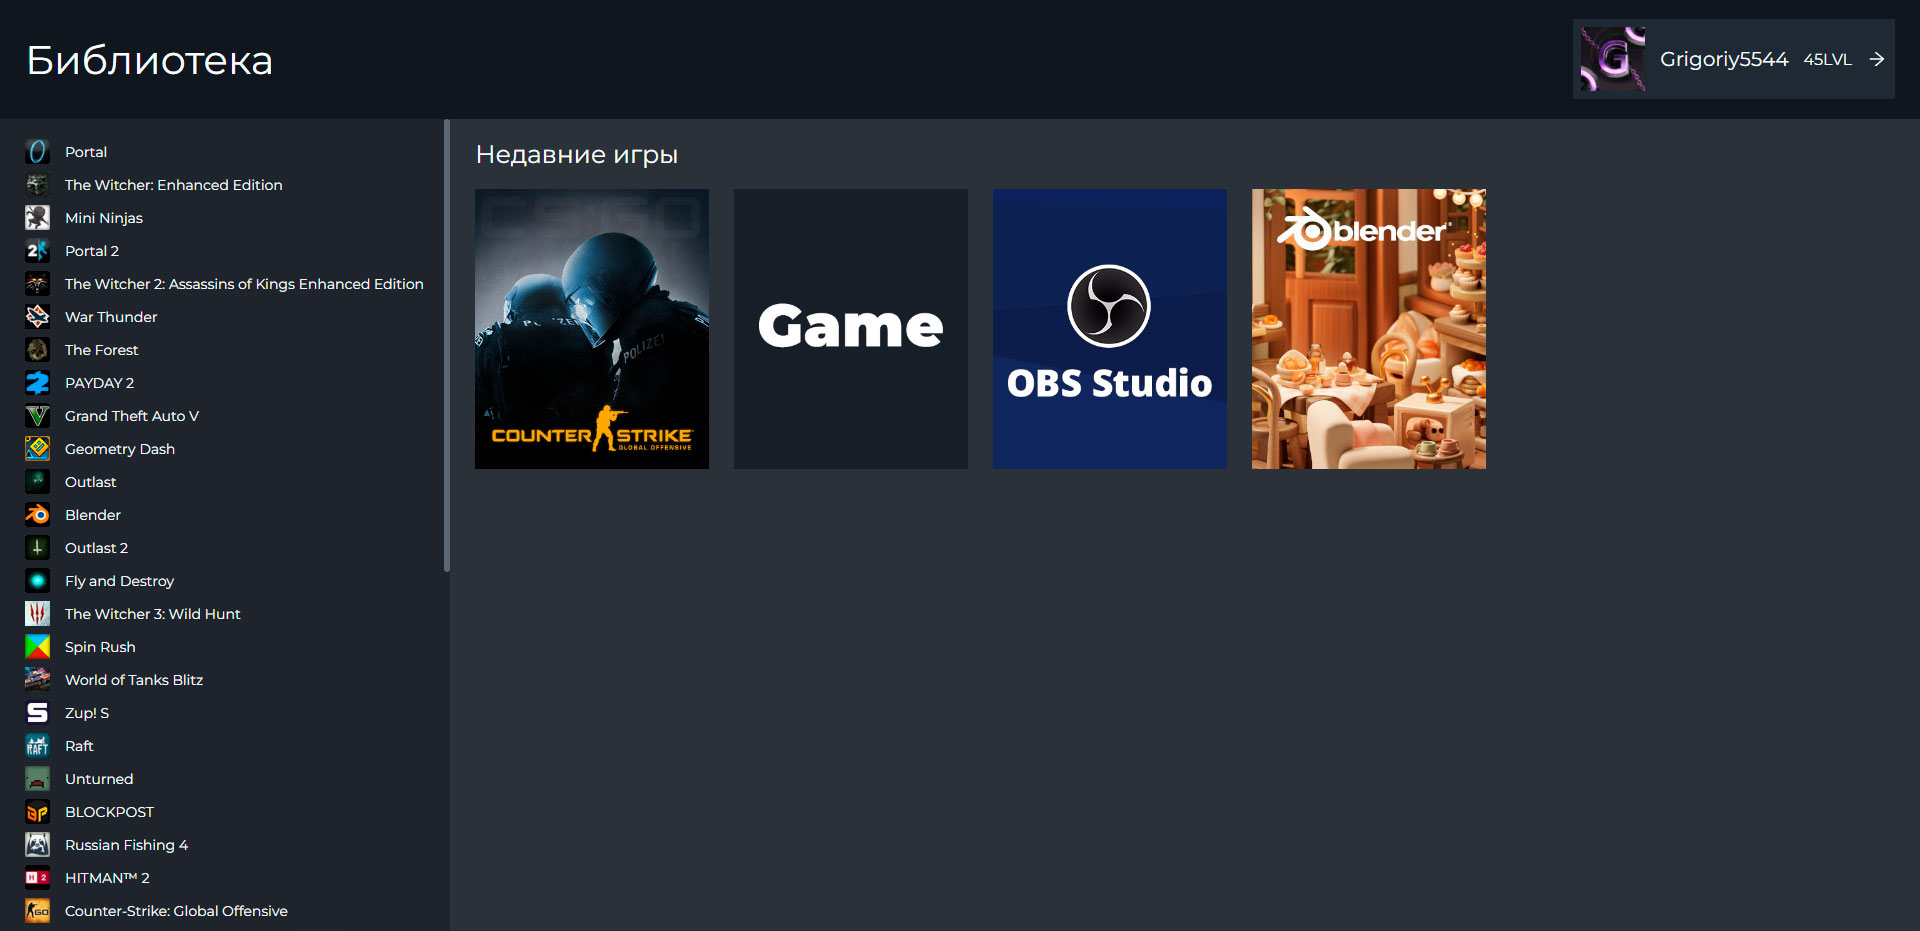 Библиотека
Grigoriy5544 45LVL
Portal
The Witcher: Enhanced Edition
Mini Ninjas
Portal 2
The Witcher 2: Assassins of Kings Enhanced Edition
War Thunder
The Forest
PAYDAY 2
Grand Theft Auto V
Geometry Dash
Outlast
Blender
Outlast 2
Fly and Destroy
The Witcher 3: Wild Hunt
Spin Rush
World of Tanks Blitz
Zup! S
Raft
Unturned
BLOCKPOST
Russian Fishing 4
HITMAN™ 2
Counter-Strike: Global Offensive
Недавние игры
CS:GO
POLIZEI
COUNTER STRIKE
GLOBAL OFFENSIVE
Game
OBS Studio
blender